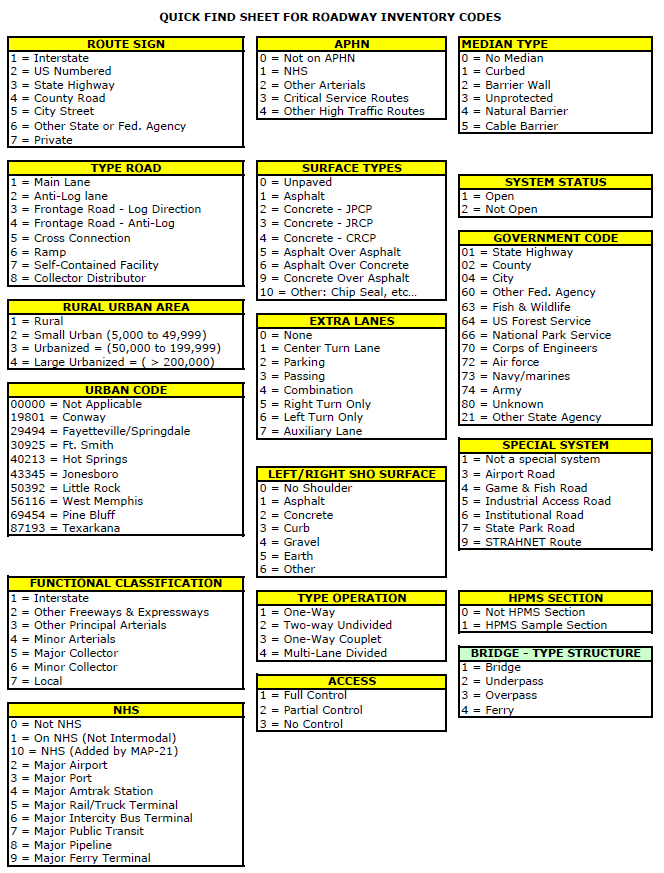 QUICK FIND SHEET FOR ROADWAY INVENTORY CODES
ROUTE SIGN
1 = Interstate
2 = US Numbered
3 = State Highway
4 = County Road
5 = City Street
6 = Other State or Fed. Agency
7 = Private
TYPE ROAD
1 = Main Lane
2 = Anti-Log lane
3 = Frontage Road - Log Direction
4 = Frontage Road - Anti-Log
5 = Cross Connection
6 = Ramp
7 = Self-Contained Facility
8 = Collector Distributor
RURAL URBAN AREA
1 = Rural
2 = Small Urban (5,000 to 49,999)
3 = Urbanized = (50,000 to 199,999)
4 = Large Urbanized = ( > 200,000)
URBAN CODE
00000 = Not Applicable
19801 = Conway
29494 = Fayetteville/Springdale
30925 = Ft. Smith
40213 = Hot Springs
43345 = Jonesboro
50392 = Little Rock
56116 = West Memphis
69454 = Pine Bluff
87193 = Texarkana
FUNCTIONAL CLASSIFICATION
1 = Interstate
2 = Other Freeways & Expressways
3 = Other Principal Arterials
4 = Minor Arterials
5 = Major Collector
6 = Minor Collector
7 = Local
NHS
0 = Not NHS
1 = On NHS (Not Intermodal)
10 = NHS (Added by MAP-21)
2 = Major Airport
3 = Major Port
4 = Major Amtrak Station
5 = Major Rail/Truck Terminal
6 = Major Intercity Bus Terminal
7 = Major Public Transit
8 = Major Pipeline
9 = Major Ferry Terminal
APHN
0 = Not on APHN
1 = NHS
2 = Other Arterials
3 = Critical Service Routes
4 = Other High Traffic Routes
SURFACE TYPES
0 = Unpaved
1 = Asphalt
2 = Concrete - JPCP
3 = Concrete - JRCP
4 = Concrete - CRCP
5 = Asphalt Over Asphalt
6 = Asphalt Over Concrete
9 = Concrete Over Asphalt
10 = Other: Chip Seal, etc...
EXTRA LANES
0 = None
1 = Center Turn Lane
2 = Parking
3 = Passing
4 = Combination
5 = Right Turn Only
6 = Left Turn Only
7 = Auxiliary Lane
LEFT/RIGHT SHO SURFACE
0 = No Shoulder
1 = Asphalt
2 = Concrete
3 = Curb
4 = Gravel
5 = Earth
6 = Other
TYPE OPERATION
1 = One-Way
2 = Two-way Undivided
3 = One-Way Couplet
4 = Multi-Lane Divided
ACCESS
1 = Full Control
2 = Partial Control
3 = No Control
MEDIAN TYPE
0 = No Median
1 = Curbed
2 = Barrier Wall
3 = Unprotected
4 = Natural Barrier
5 = Cable Barrier
SYSTEM STATUS
1 = Open
2 = Not Open
GOVERNMENT CODE
01 = State Highway
02 = County
04 = City
60 = Other Fed. Agency
63 = Fish & Wildlife
64 = US Forest Service
66 = National Park Service
70 = Corps of Engineers
72 = Air force
73 = Navy/marines
74 = Army
80 = Unknown
21 = Other State Agency
SPECIAL SYSTEM
1 = Not a special system
3 = Airport Road
4 = Game & Fish Road
5 = Industrial Access Road
6 = Institutional Road
7 = State Park Road
9 = STRAHNET Route
HPMS SECTION
0 = Not HPMS Section
1 = HPMS Sample Section
BRIDGE - TYPE STRUCTURE
1 = Bridge
2 = Underpass
3 = Overpass
4 = Ferry